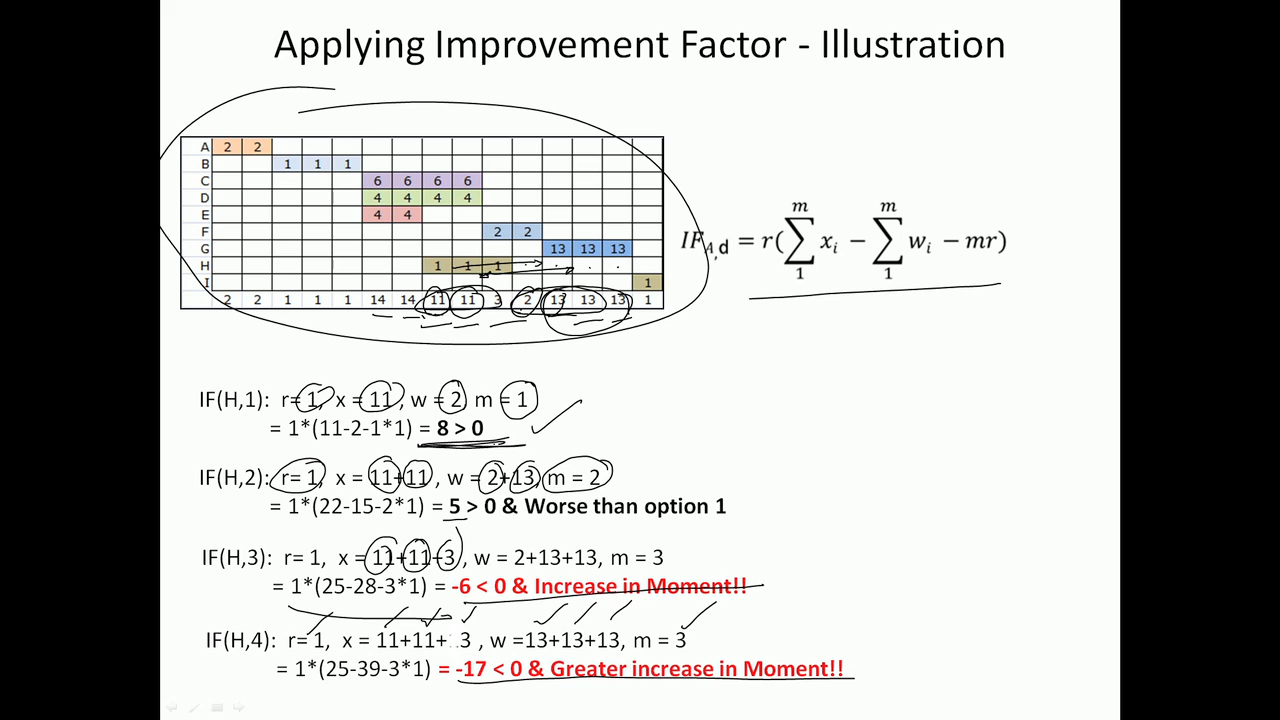 Applying Improvement Factor - Illustration
A 2 2
B 1 1 1
C 6 6 6 6
D 4 4 4 4
E 4 4
F 2 2
G 13 13 13
H 1 1 1
I 1
2 2 1 1 1 14 14 11 11 3 2 13 13 13 1
IF_{A,d} = r(∑_1^m x_i − ∑_1^m w_i − mr)
IF(H,1): r= 1, x = 11 , w = 2, m = 1
= 1*(11-2-1*1) = 8 > 0
IF(H,2): r= 1, x = 11+11 , w = 2+13, m = 2
= 1*(22-15-2*1) = 5 > 0 & Worse than option 1
IF(H,3): r= 1, x = 11+11+3 , w = 2+13+13, m = 3
= 1*(25-28-3*1) = -6 < 0 & Increase in Moment!!
IF(H,4): r= 1, x = 11+11+ 3 , w =13+13+13, m = 3
= 1*(25-39-3*1) = -17 < 0 & Greater increase in Moment!!